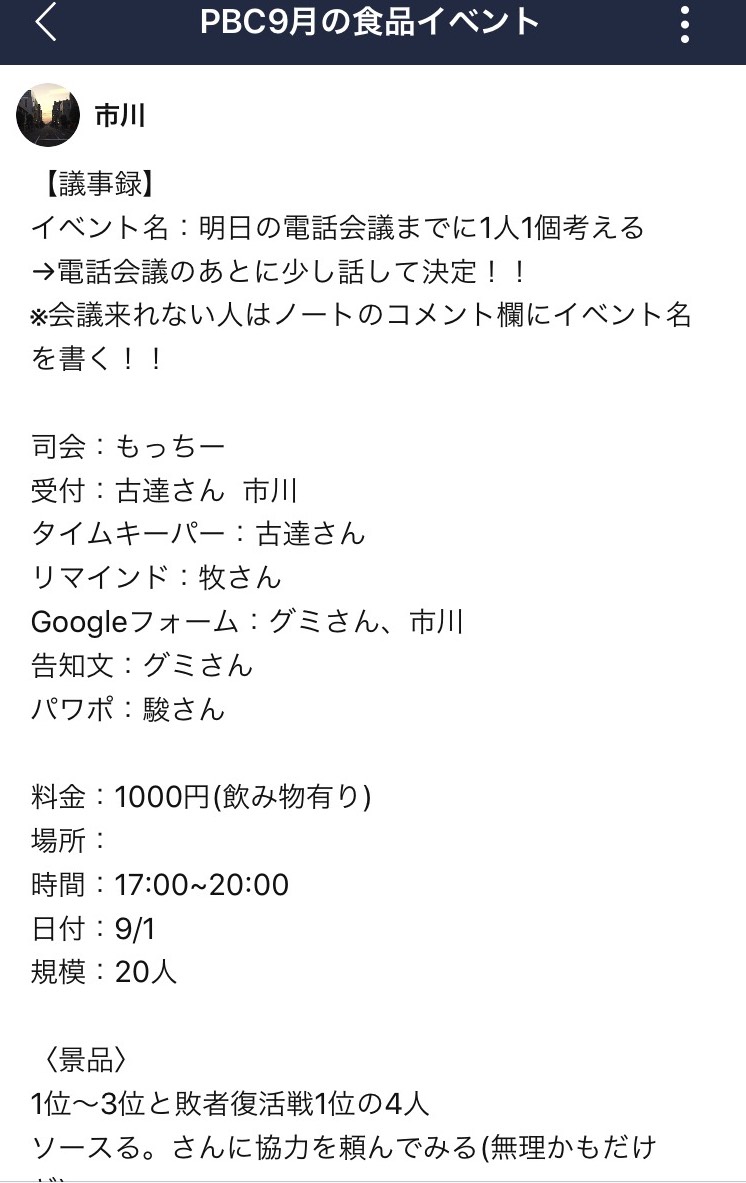 PBC9月の食品イベント
市川
【議事録】
イベント名：明日の電話会議までに1人1個考える
→電話会議のあとに少し話して決定！！
※会議来れない人はノートのコメント欄にイベント名
を書く！！
司会：もっちー
受付：古達さん 市川
タイムキーパー：古達さん
リマインド：牧さん
Googleフォーム：グミさん、市川
告知文：グミさん
パワポ：駿さん
料金：1000円(飲み物有り)
場所：
時間：17:00~20:00
日付：9/1
規模：20人
〈景品〉
1位〜3位と敗者復活戦1位の4人
ソースる。さんに協力を頼んでみる(無理かもだけ